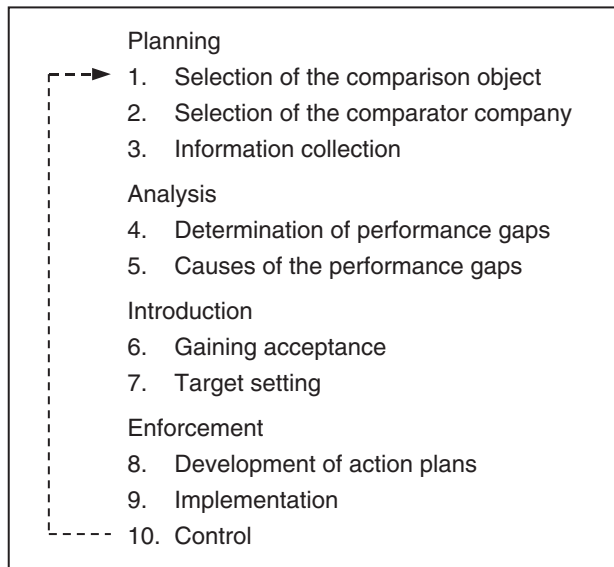 Planning
1. Selection of the comparison object
2. Selection of the comparator company
3. Information collection
Analysis
4. Determination of performance gaps
5. Causes of the performance gaps
Introduction
6. Gaining acceptance
7. Target setting
Enforcement
8. Development of action plans
9. Implementation
10. Control